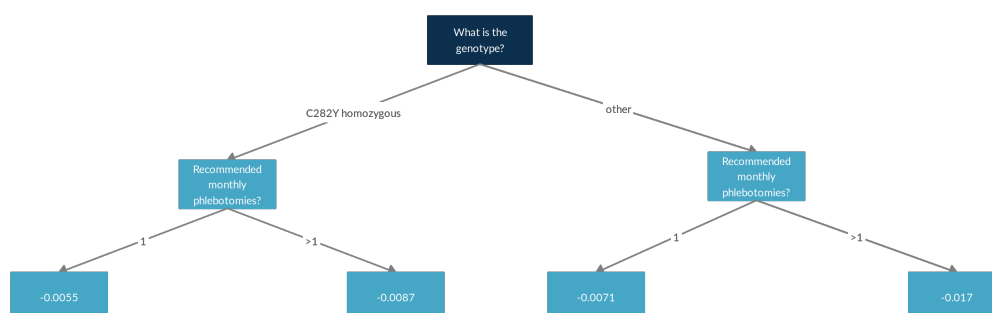 What is the
genotype?
C282Y homozygous
other
Recommended
monthly
phlebotomies?
Recommended
monthly
phlebotomies?
1
>1
1
>1
-0.0055
-0.0087
-0.0071
-0.017